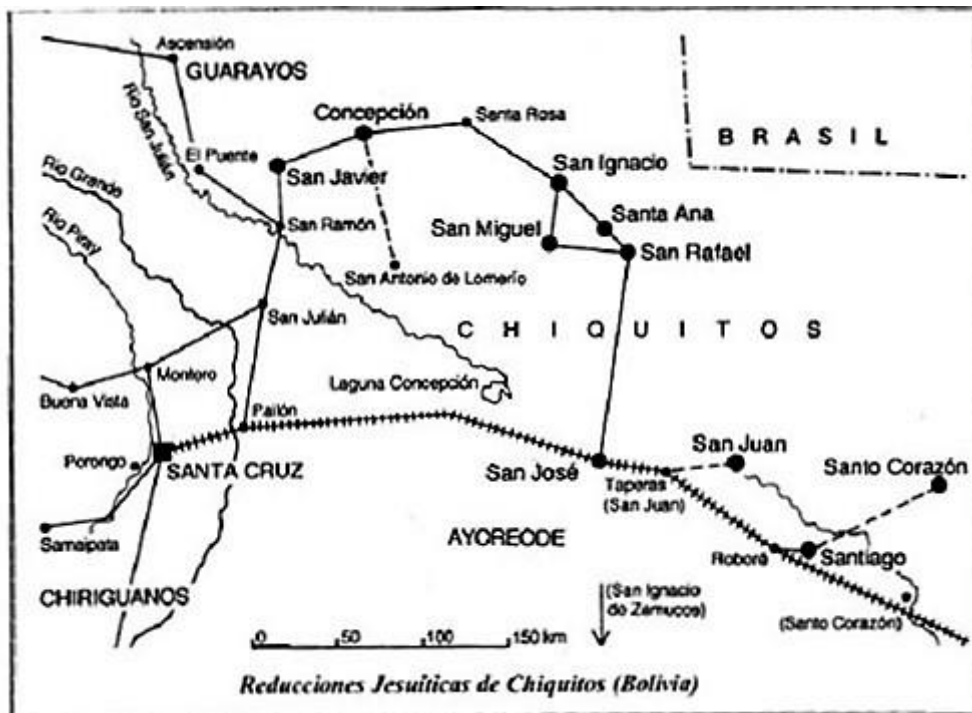 Ascensión
GUARAYOS
Río San Julián
Concepción
Santa Rosa
BRASIL
El Puente
San Javier
San Ignacio
Río Grande
Río Piraý
San Ramón
Santa Ana
San Miguel
San Rafael
San Antonio de Lomerío
San Julián
CHIQUITOS
Montero
Laguna Concepción
Buena Vista
Pailón
San Juan
Porongo
SANTA CRUZ
San José
Santo Corazón
Taperas
(San Juan)
Samaipata
AYOREODE
Roboré
Santiago
CHIRIGUANOS
(San Ignacio
de Zamucos)
(Santo Corazón)
0 50 100 150 km
Reducciones Jesuíticas de Chiquitos (Bolivia)